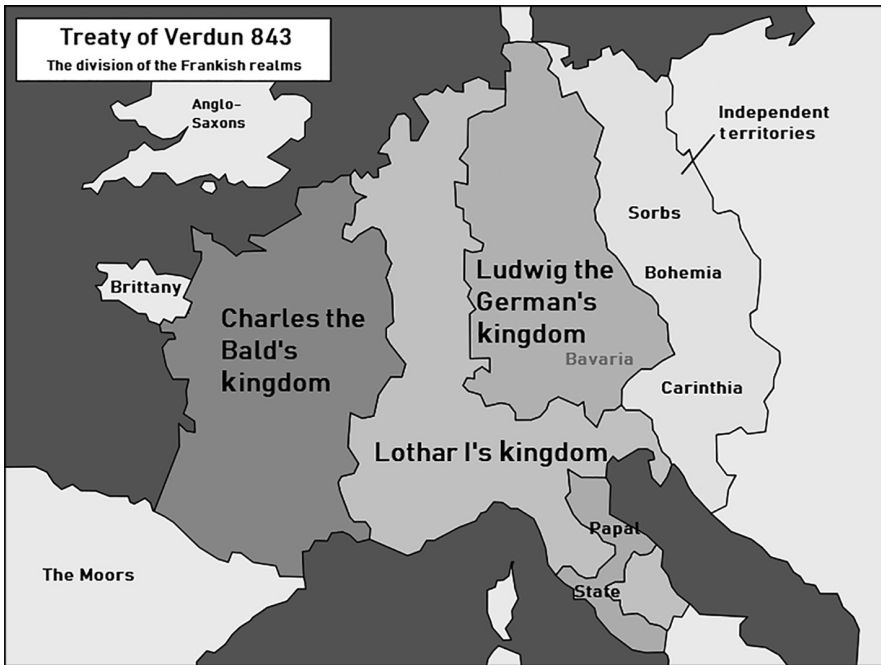 Treaty of Verdun 843
The division of the Frankish realms
Anglo-
Saxons
Independent
territories
Sorbs
Bohemia
Brittany
Ludwig the
German's
kingdom
Bavaria
Charles the
Bald's
kingdom
Carinthia
Lothar I's kingdom
Papal
State
The Moors